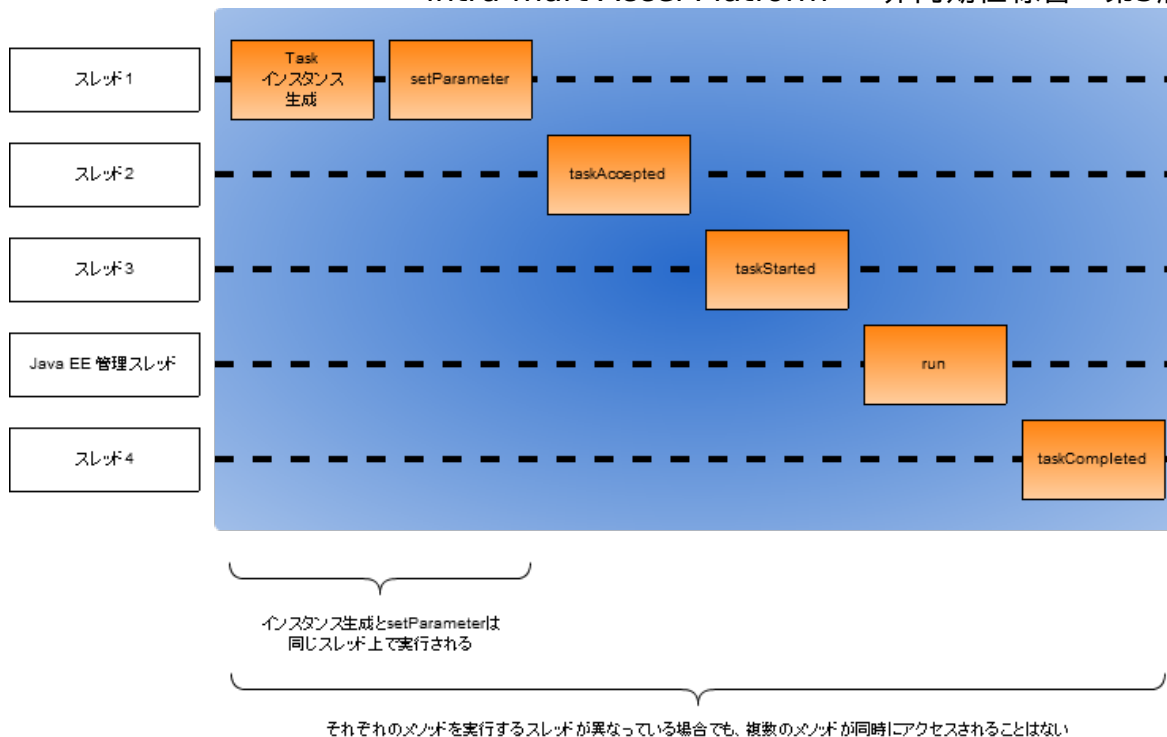 intra-mart Accel Platform
スレッド1
Task
インスタンス
生成
setParameter
スレッド2
taskAccepted
スレッド3
taskStarted
Java EE 管理スレッド
run
スレッド4
taskCompleted
インスタンス生成とsetParameterは
同じスレッド上で実行される
それぞれのメソッドを実行するスレッドが異なっている場合でも、複数のメソッドが同時にアクセスされることはない